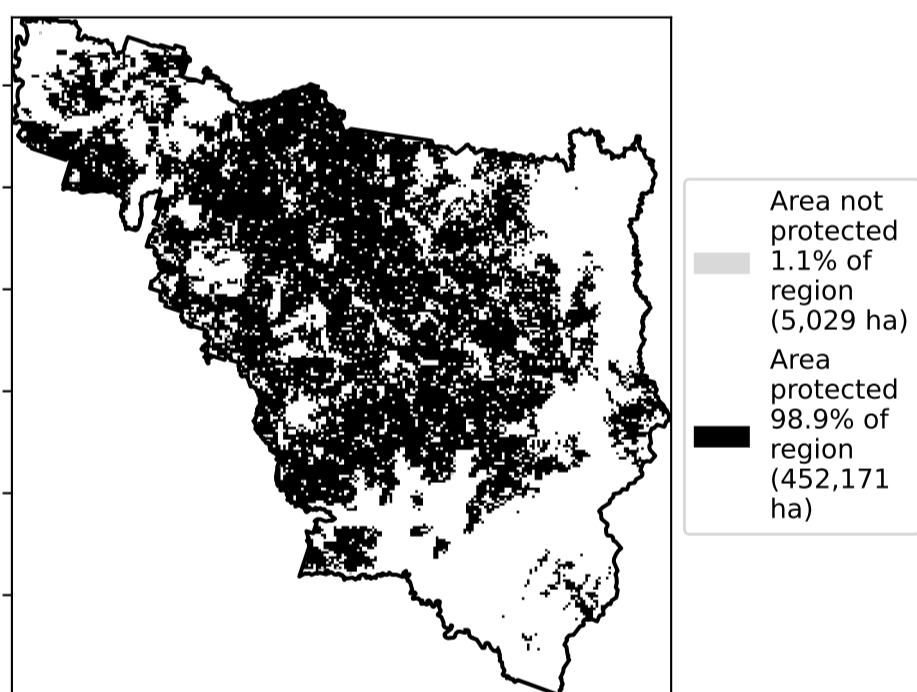 Area not
protected
1.1% of
region
(5,029 ha)
Area
protected
98.9% of
region
(452,171
ha)